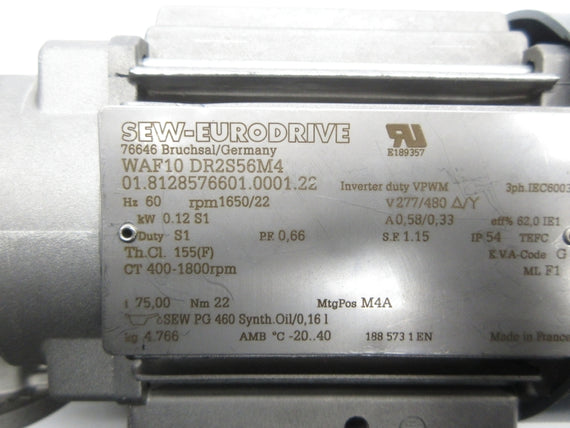 SEW-EURODRIVE
76646 Bruchsal/Germany
E189357
WAF10 DR2S56M4
01.8128576601.0001.22 Inverter duty VPWM 3ph.IEC6003
Hz 60 rpm 1650/22 V 277/480 Δ/Y
kW 0.12 S1 A 0,58/0,33 eff% 62,0 IE1
Duty S1 P.F. 0,66 S.F. 1.15 IP 54 TEFC
Th.Cl. 155(F) K.V.A-Code G
CT 400-1800rpm ML F1
i 75,00 Nm 22 MtgPos M4A
SEW PG 460 Synth.Oil/0,16 l
kg 4.766 AMB °C -20..40 188 573 1 EN Made in France